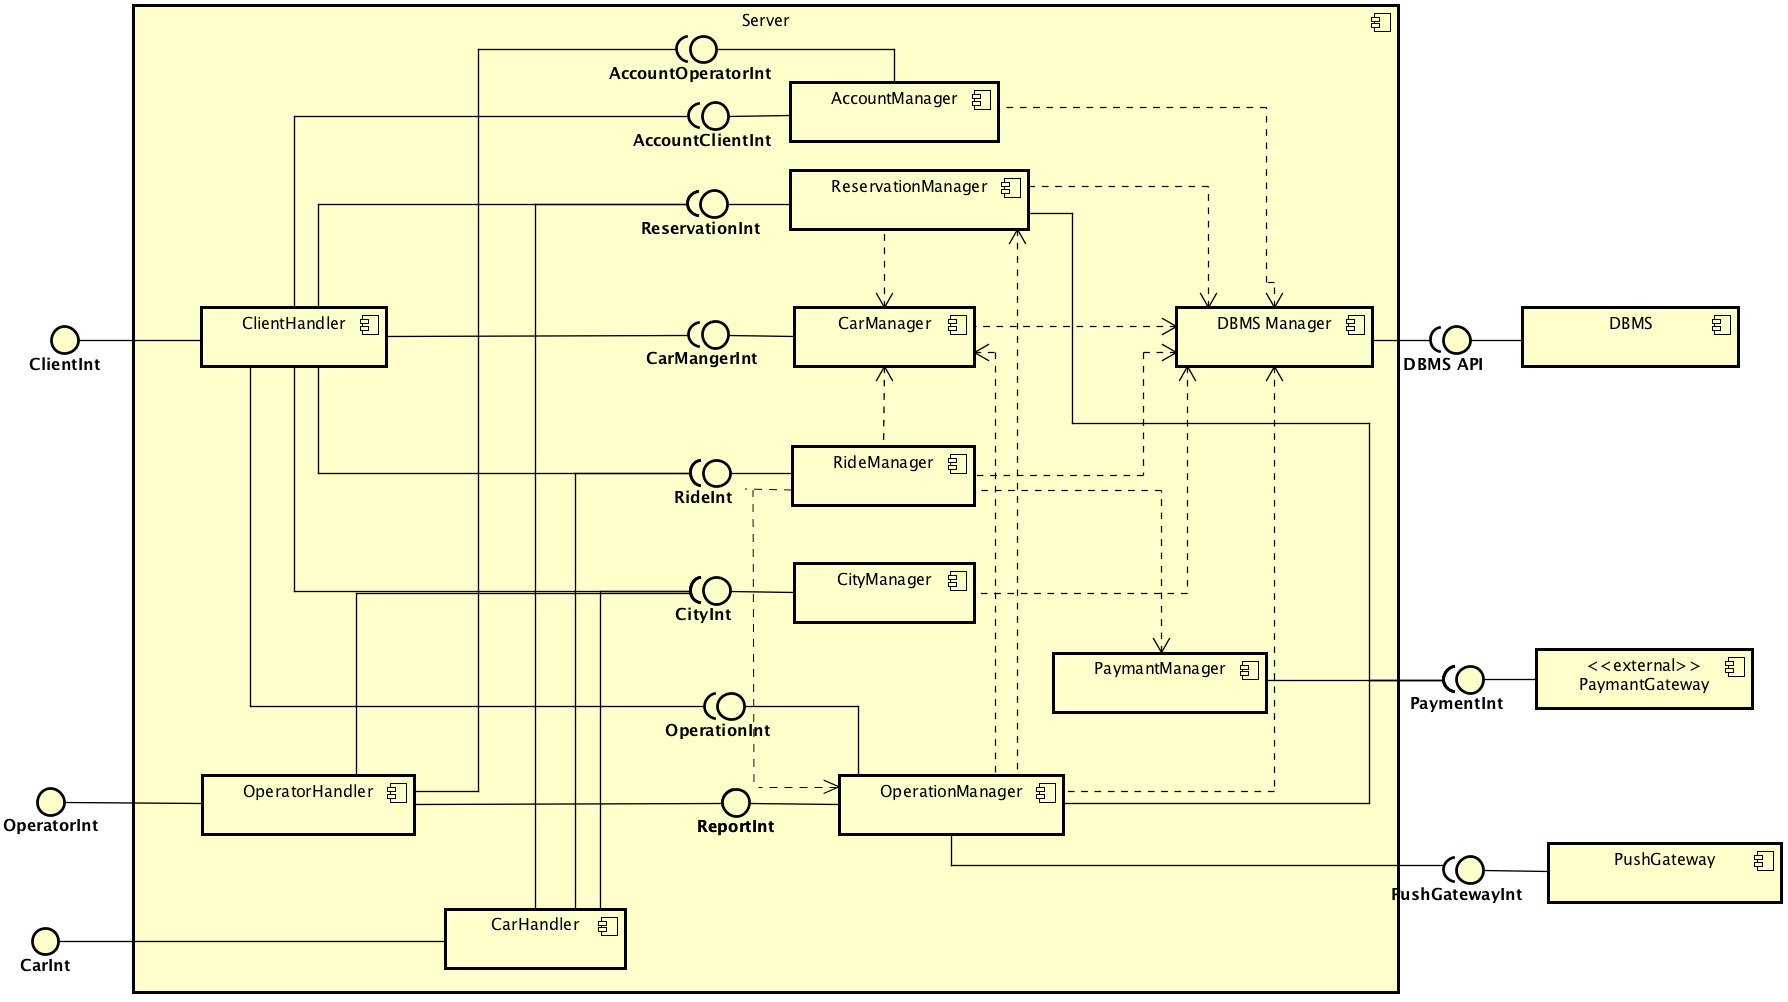 Server
AccountOperatorInt
AccountManager
AccountClientInt
ReservationManager
ReservationInt
ClientHandler
CarManager
DBMS Manager
DBMS
ClientInt
CarMangerInt
DBMS API
RideManager
RideInt
CityManager
CityInt
PaymantManager
<<external>>
PaymantGateway
PaymentInt
OperationInt
OperatorHandler
OperationManager
OperatorInt
ReportInt
PushGateway
PushGatewayInt
CarHandler
CarInt